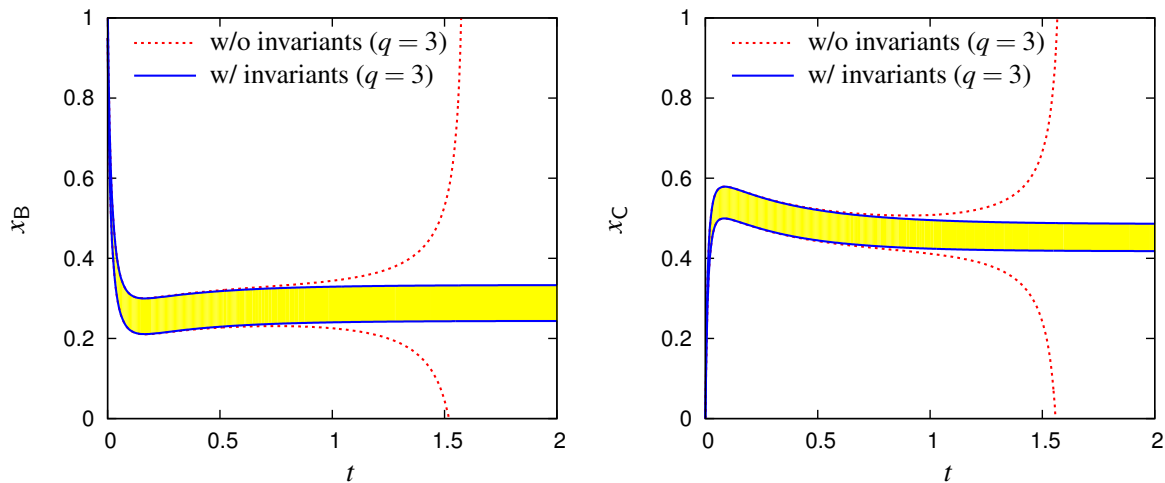 1
0.8
0.6
0.4
0.2
0
x_B
w/o invariants (q = 3)
w/ invariants (q = 3)
0 0.5 1 1.5 2
t
1
0.8
0.6
0.4
0.2
0
x_C
w/o invariants (q = 3)
w/ invariants (q = 3)
0 0.5 1 1.5 2
t